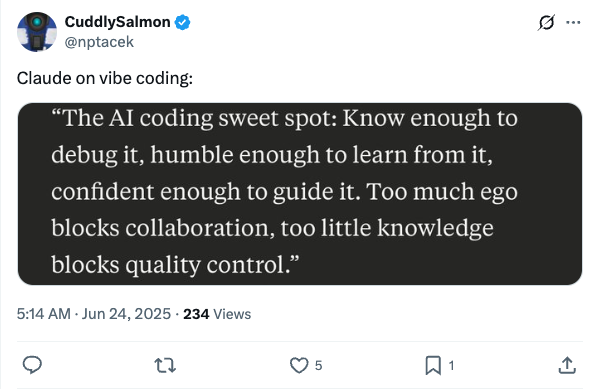 CuddlySalmon
@nptacek
Claude on vibe coding:
“The AI coding sweet spot: Know enough to
debug it, humble enough to learn from it,
confident enough to guide it. Too much ego
blocks collaboration, too little knowledge
blocks quality control.”
5:14 AM · Jun 24, 2025 · 234 Views
5
1